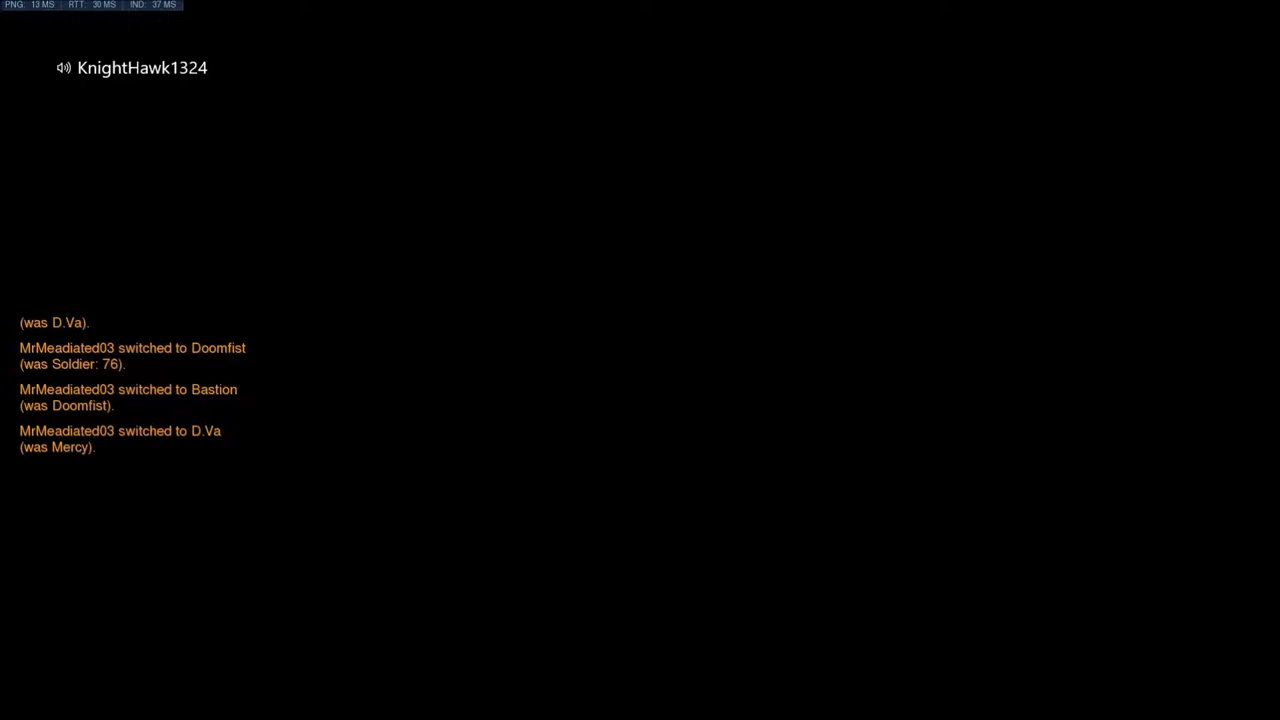 PNG: 13 MS | RTT: 30 MS | IND: 37 MS
KnightHawk1324
(was D.Va).
MrMeadiated03 switched to Doomfist
(was Soldier: 76).
MrMeadiated03 switched to Bastion
(was Doomfist).
MrMeadiated03 switched to D.Va
(was Mercy).